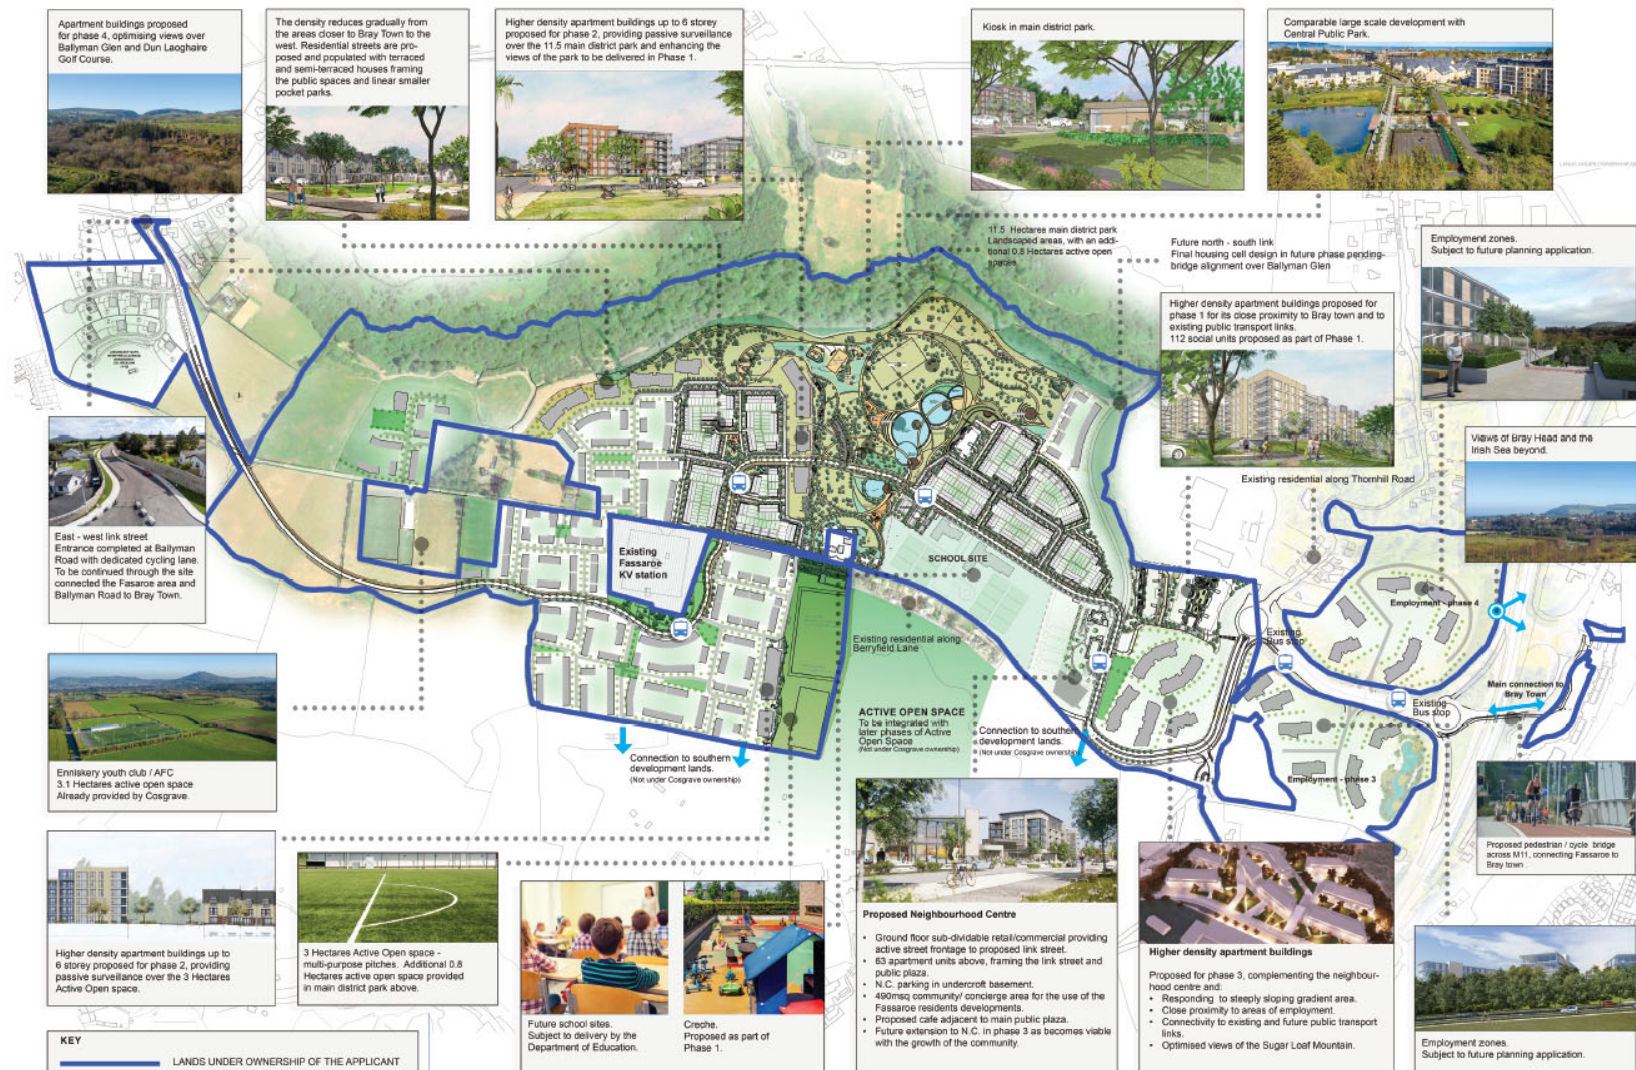 Apartment buildings proposed
for phase 4, optimising views over
Ballyman Glen and Dun Laoghaire
Golf Course.
The density reduces gradually from
the areas closer to Bray Town to the
west. Residential streets are pro-
posed and populated with terraced
and semi-terraced houses framing
the public spaces and linear smaller
pocket parks.
Higher density apartment buildings up to 6 storey
proposed for phase 2, providing passive surveillance
over the 11.5 main district park and enhancing the
views of the park to be delivered in Phase 1.
Kiosk in main district park.
Comparable large scale development with
Central Public Park.
11.5 Hectares main district park
Landscaped areas, with an addi-
tional 0.8 Hectares active open
spaces
Future north - south link
Final housing cell design in future phase pending-
bridge alignment over Ballyman Glen
Employment zones.
Subject to future planning application.
Higher density apartment buildings proposed for
phase 1 for its close proximity to Bray town and to
existing public transport links.
112 social units proposed as part of Phase 1.
Views of Bray Head and the
Irish Sea beyond.
Existing residential along Thornhill Road
East - west link street
Entrance completed at Ballyman
Road with dedicated cycling lane.
To be continued through the site
connected the Fasaroe area and
Ballyman Road to Bray Town.
Existing
Fassaroe
KV station
SCHOOL SITE
Employment - phase 4
Existing
Bus stop
Existing residential along
Berryfield Lane
Main connection to
Bray Town
Existing
Bus stop
ACTIVE OPEN SPACE
To be integrated with
later phases of Active
Open Space
(Not under Cosgrave ownership)
Connection to southern
development lands.
(Not under Cosgrave ownership)
Connection to southern
development lands.
(Not under Cosgrave ownership)
Employment - phase 3
Enniskery youth club / AFC
3.1 Hectares active open space
Already provided by Cosgrave.
Proposed pedestrian / cycle bridge
across M11, connecting Fassaroe to
Bray town
Higher density apartment buildings up to
6 storey proposed for phase 2, providing
passive surveillance over the 3 Hectares
Active Open space.
3 Hectares Active Open space -
multi-purpose pitches. Additional 0.8
Hectares active open space provided
in main district park above.
Future school sites.
Subject to delivery by the
Department of Education.
Creche.
Proposed as part of
Phase 1.
Proposed Neighbourhood Centre
• Ground floor sub-dividable retail/commercial providing
active street frontage to proposed link street.
• 63 apartment units above, framing the link street and
public plaza.
• N.C. parking in undercroft basement.
• 490msq community/ concierge area for the use of the
Fassaroe residents developments.
• Proposed cafe adjacent to main public plaza.
• Future extension to N.C. in phase 3 as becomes viable
with the growth of the community.
Higher density apartment buildings
Proposed for phase 3, complementing the neighbour-
hood centre and:
• Responding to steeply sloping gradient area.
• Close proximity to areas of employment.
• Connectivity to existing and future public transport
links.
• Optimised views of the Sugar Loaf Mountain.
Employment zones.
Subject to future planning application.
KEY
LANDS UNDER OWNERSHIP OF THE APPLICANT